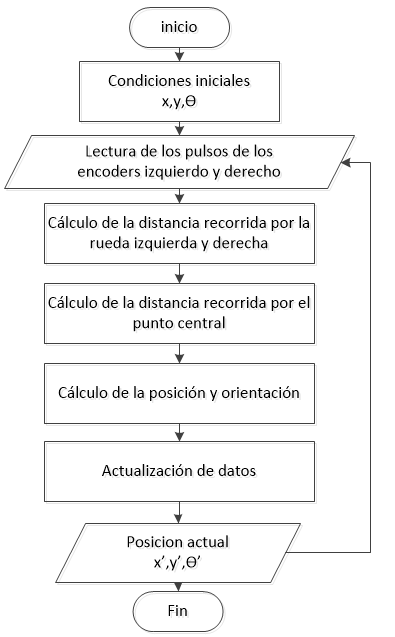 inicio
Condiciones iniciales
x,y,Ɵ
Lectura de los pulsos de los
encoders izquierdo y derecho
Cálculo de la distancia recorrida por la
rueda izquierda y derecha
Cálculo de la distancia recorrida por el
punto central
Cálculo de la posición y orientación
Actualización de datos
Posicion actual
x’,y’,Ɵ’
Fin